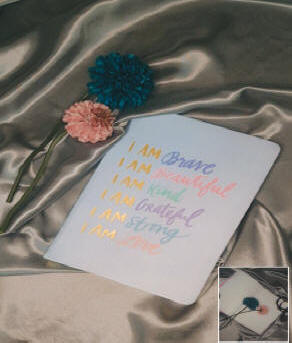 I AM Brave
I AM Beautiful
I AM Kind
I AM Grateful
I AM Strong
I AM Love